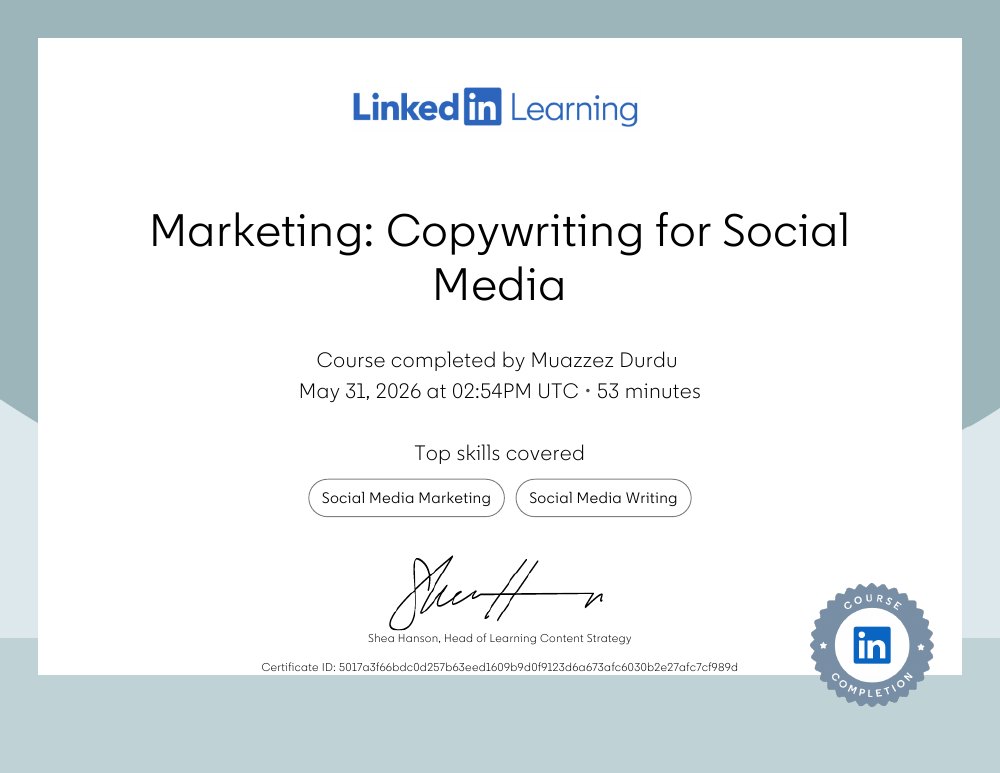 Linkedin Learning
Marketing: Copywriting for Social
Media
Course completed by Muazzez Durdu
May 31, 2026 at 02:54PM UTC • 53 minutes
Top skills covered
Social Media Marketing
Social Media Writing
Shea Hanson, Head of Learning Content Strategy
Certificate ID: 5017a3f66bdc0d257b63eed1609b9d0f9123d6a673afc6030b2e27afc7cf989d
COURSE
in
COMPLETION